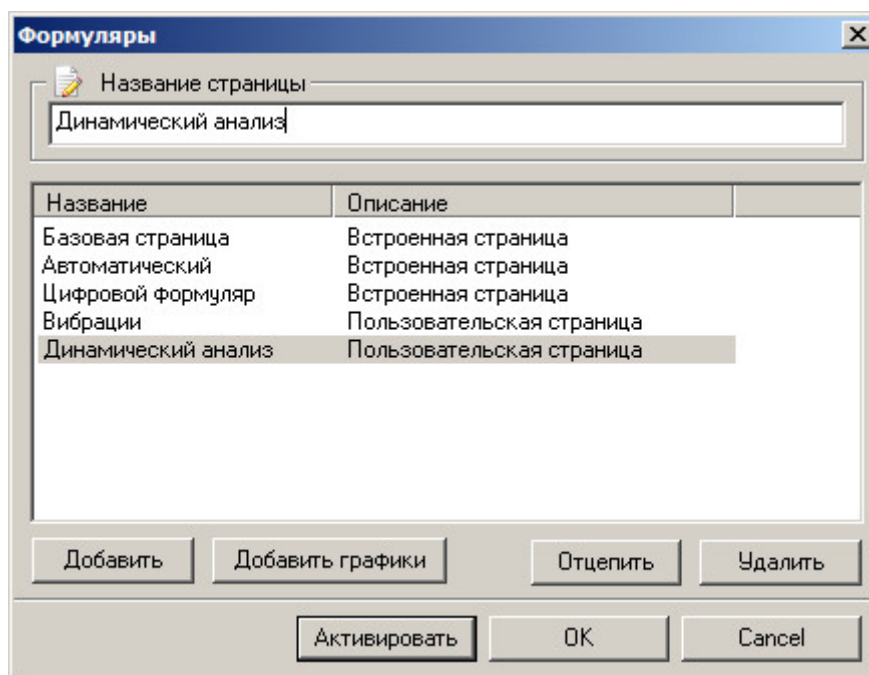 Формуляры
Название страницы
Динамический анализ
Название Описание
Базовая страница Встроенная страница
Автоматический Встроенная страница
Цифровой формуляр Встроенная страница
Вибрации Пользовательская страница
Динамический анализ Пользовательская страница
Добавить Добавить графики Отцепить Удалить
Активировать OK Cancel